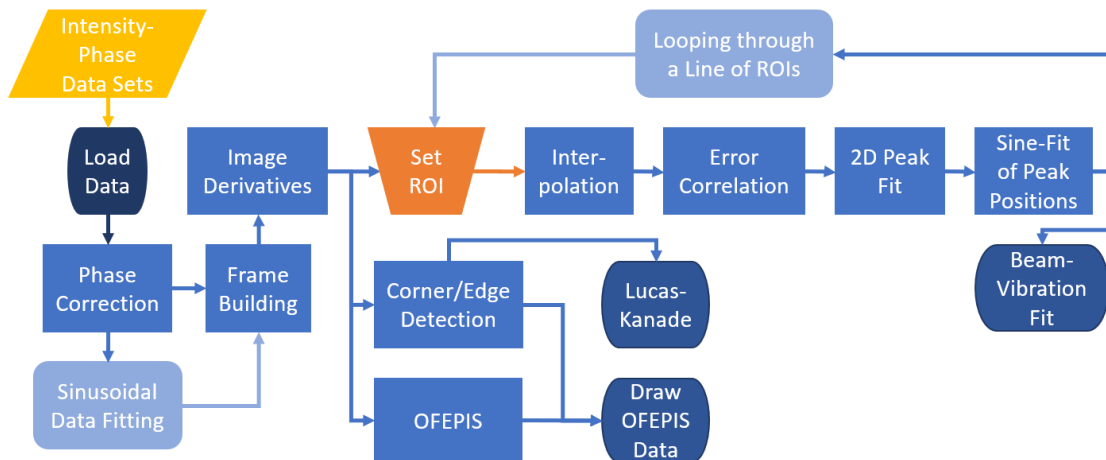 Intensity-
Phase
Data Sets
Looping through
a Line of ROIs
Load
Data
Image
Derivatives
Set
ROI
Inter-
polation
Error
Correlation
2D Peak
Fit
Sine-Fit
of Peak
Positions
Phase
Correction
Frame
Building
Corner/Edge
Detection
Lucas-
Kanade
Beam-
Vibration
Fit
Sinusoidal
Data Fitting
OFEPIS
Draw
OFEPIS
Data